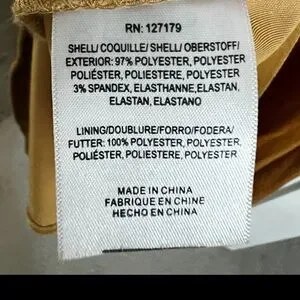 RN: 127179
SHELL/ COQUILLE/ SHELL/ OBERSTOFF/
EXTERIOR: 97% POLYESTER, POLYESTER
POLIÉSTER, POLIESTERE, POLYESTER
3% SPANDEX, ELASTHANNE,ELASTAN,
ELASTAN, ELASTANO
LINING/DOUBLURE/FORRO/FODERA/
FUTTER: 100% POLYESTER, POLYESTER,
POLIÉSTER, POLIESTERE, POLYESTER
MADE IN CHINA
FABRIQUE EN CHINE
HECHO EN CHINA